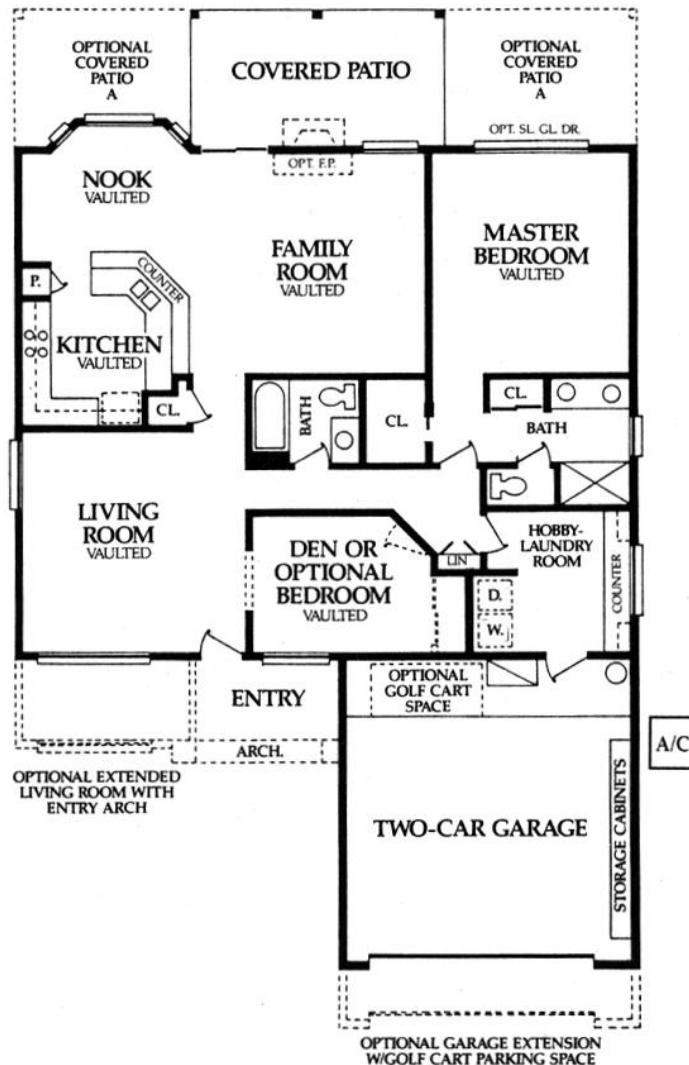 OPTIONAL
COVERED
PATIO
A
COVERED PATIO
OPTIONAL
COVERED
PATIO
A
OPT. SL. GL. DR.
OPT. F.P.
NOOK
VAULTED
FAMILY
ROOM
VAULTED
MASTER
BEDROOM
VAULTED
P.
COUNTER
KITCHEN
VAULTED
CL.
BATH
CL.
CL.
BATH
LIVING
ROOM
VAULTED
DEN OR
OPTIONAL
BEDROOM
VAULTED
LIN
HOBBY-
LAUNDRY
ROOM
COUNTER
D.
W.
ENTRY
ARCH.
OPTIONAL
GOLF CART
SPACE
OPTIONAL EXTENDED
LIVING ROOM WITH
ENTRY ARCH
A/C
TWO-CAR GARAGE
STORAGE CABINETS
OPTIONAL GARAGE EXTENSION
W/GOLF CART PARKING SPACE